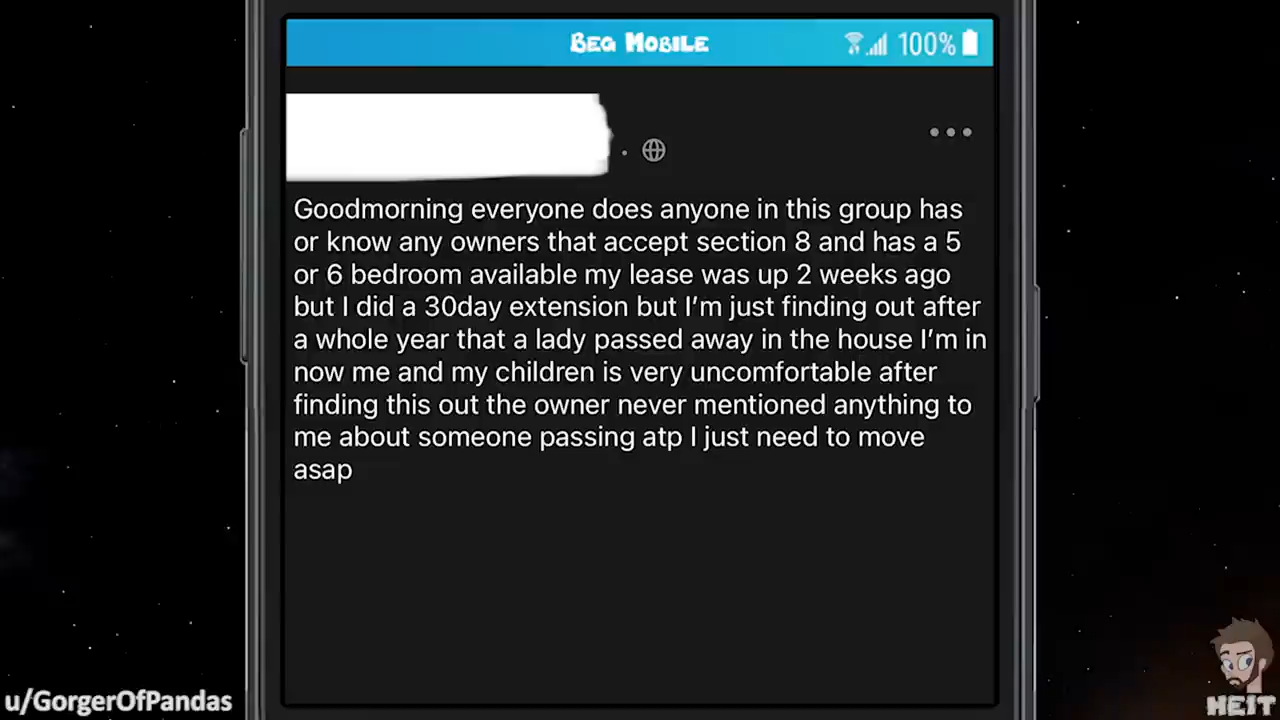 Beg Mobile
100%
Goodmorning everyone does anyone in this group has
or know any owners that accept section 8 and has a 5
or 6 bedroom available my lease was up 2 weeks ago
but I did a 30day extension but I’m just finding out after
a whole year that a lady passed away in the house I’m in
now me and my children is very uncomfortable after
finding this out the owner never mentioned anything to
me about someone passing atp I just need to move
asap
u/GorgerOfPandas
HEIT